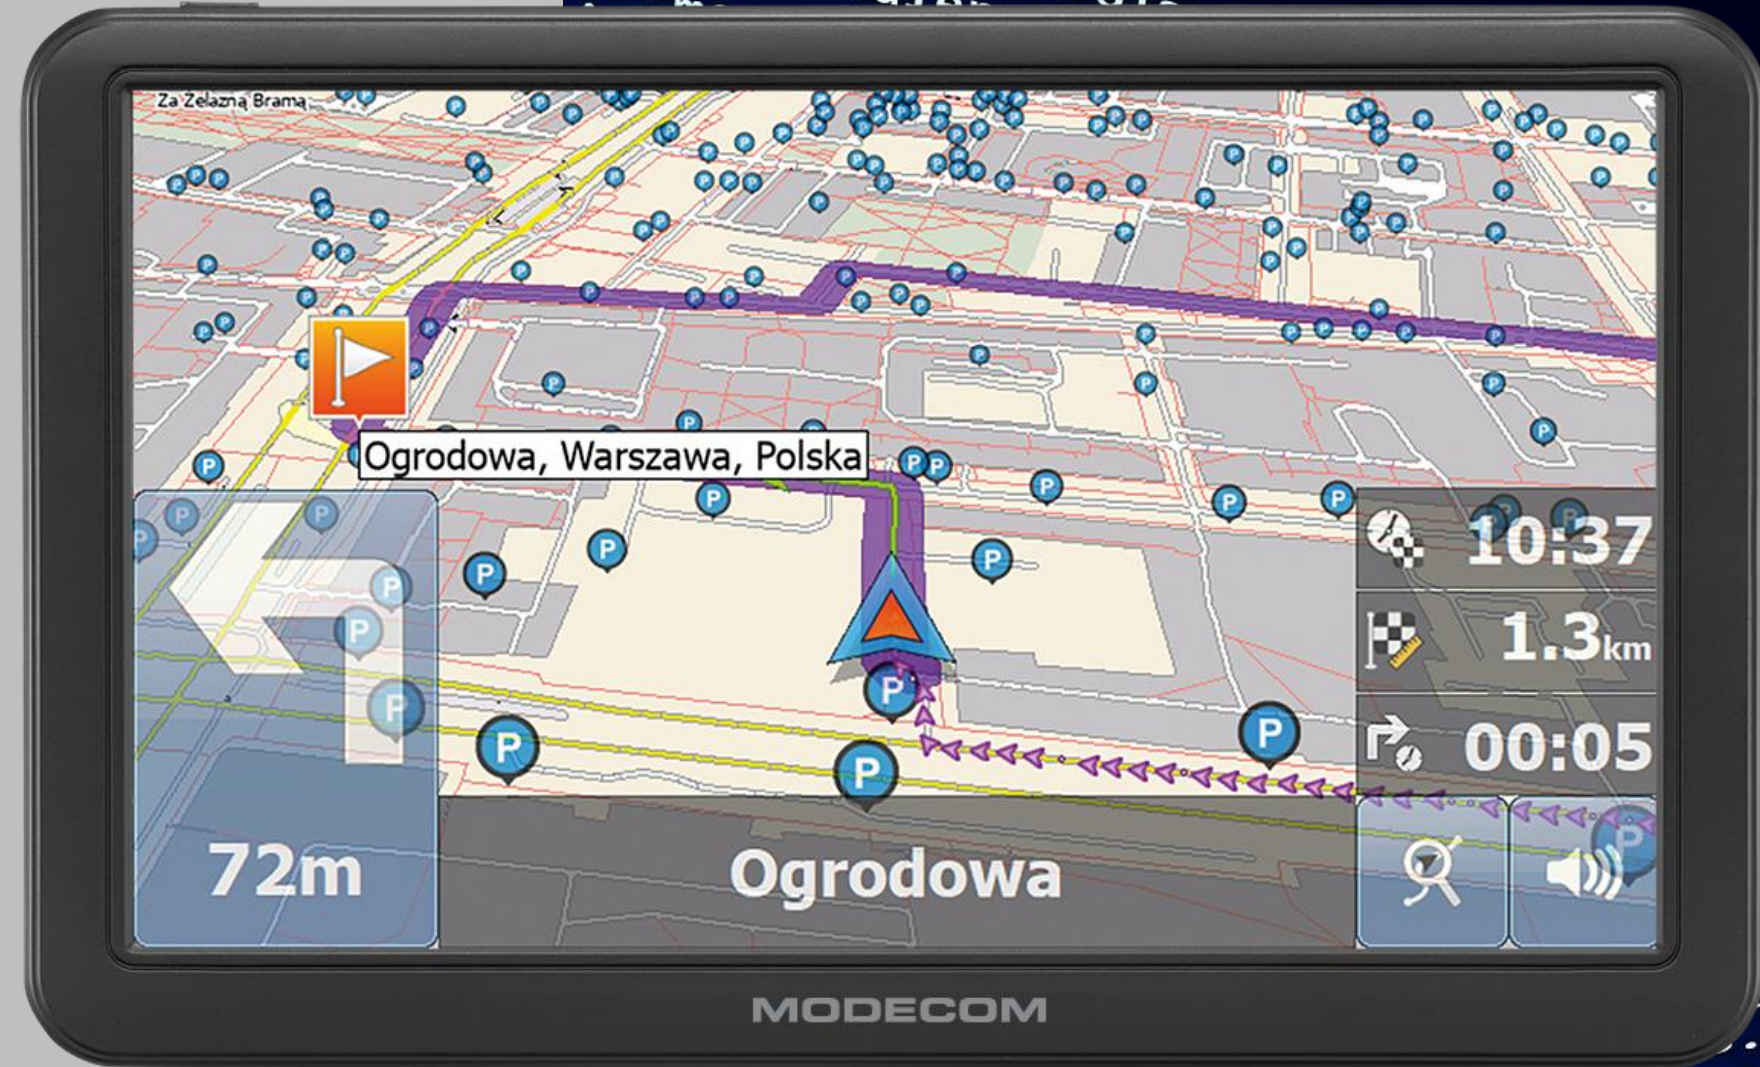 Za Żelazną Bramą
Ogrodowa, Warszawa, Polska
10:37
1.3km
00:05
72m
Ogrodowa
MODECOM